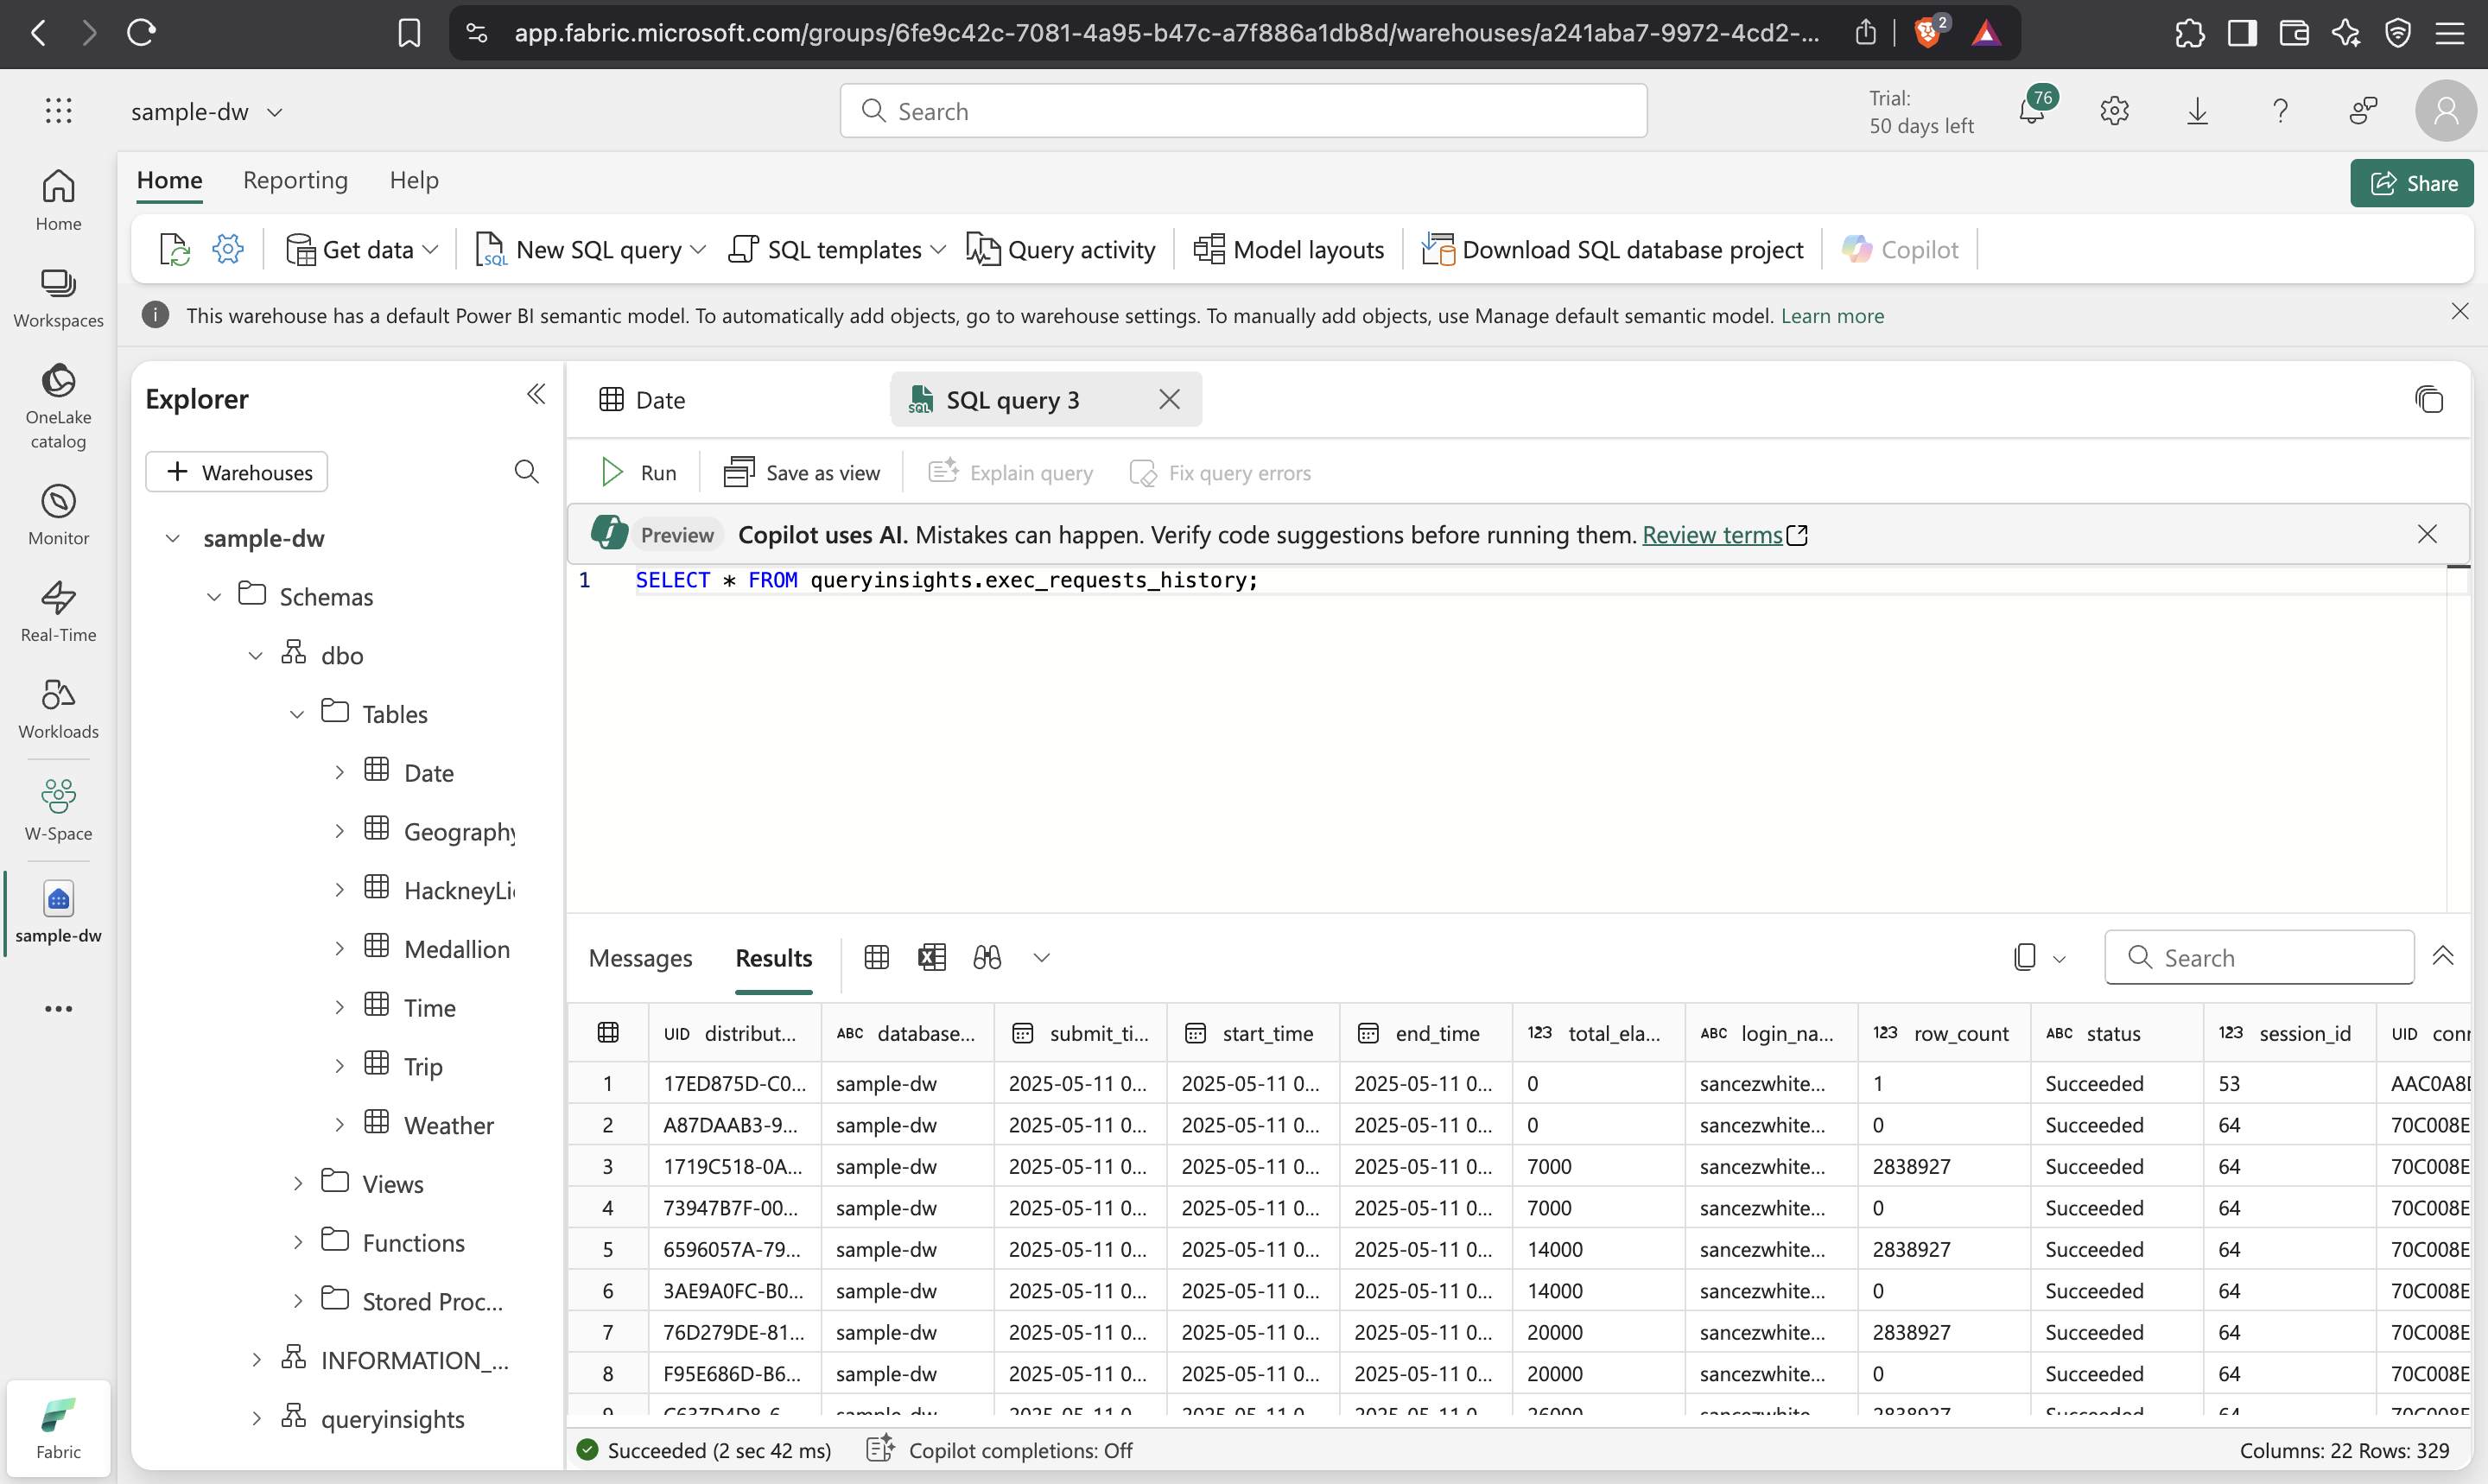 app.fabric.microsoft.com/groups/6fe9c42c-7081-4a95-b47c-a7f886a1db8d/warehouses/a241aba7-9972-4cd2-...
2
sample-dw
Search
Trial:
50 days left
76
Home
Reporting
Help
Share
Get data
New SQL query
SQL templates
Query activity
Model layouts
Download SQL database project
Copilot
This warehouse has a default Power BI semantic model. To automatically add objects, go to warehouse settings. To manually add objects, use Manage default semantic model. Learn more
Home
Workspaces
OneLake
catalog
Monitor
Real-Time
Workloads
W-Space
sample-dw
Fabric
Explorer
Warehouses
sample-dw
Schemas
dbo
Tables
Date
Geography
HackneyLi
Medallion
Time
Trip
Weather
Views
Functions
Stored Proc...
INFORMATION_...
queryinsights
Date
SQL query 3
Run
Save as view
Explain query
Fix query errors
Preview Copilot uses AI. Mistakes can happen. Verify code suggestions before running them. Review terms
1 SELECT * FROM queryinsights.exec_requests_history;
Messages
Results
Search
UID distribut... ABC database... submit_ti... start_time end_time 123 total_ela... ABC login_na... 123 row_count ABC status 123 session_id UID conn
1 17ED875D-C0... sample-dw 2025-05-11 0... 2025-05-11 0... 2025-05-11 0... 0 sancezwhite... 1 Succeeded 53 AAC0A8D
2 A87DAAB3-9... sample-dw 2025-05-11 0... 2025-05-11 0... 2025-05-11 0... 0 sancezwhite... 0 Succeeded 64 70C008E
3 1719C518-0A... sample-dw 2025-05-11 0... 2025-05-11 0... 2025-05-11 0... 7000 sancezwhite... 2838927 Succeeded 64 70C008E
4 73947B7F-00... sample-dw 2025-05-11 0... 2025-05-11 0... 2025-05-11 0... 7000 sancezwhite... 0 Succeeded 64 70C008E
5 6596057A-79... sample-dw 2025-05-11 0... 2025-05-11 0... 2025-05-11 0... 14000 sancezwhite... 2838927 Succeeded 64 70C008E
6 3AE9A0FC-B0... sample-dw 2025-05-11 0... 2025-05-11 0... 2025-05-11 0... 14000 sancezwhite... 0 Succeeded 64 70C008E
7 76D279DE-81... sample-dw 2025-05-11 0... 2025-05-11 0... 2025-05-11 0... 20000 sancezwhite... 2838927 Succeeded 64 70C008E
8 F95E686D-B6... sample-dw 2025-05-11 0... 2025-05-11 0... 2025-05-11 0... 20000 sancezwhite... 0 Succeeded 64 70C008E
Succeeded (2 sec 42 ms)
Copilot completions: Off
Columns: 22 Rows: 329